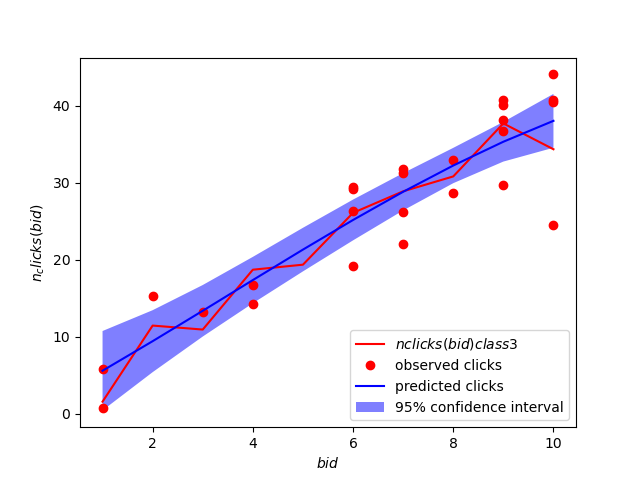 40
30
20
10
0
n_clicks(bid)
nclicks(bid)class3
observed clicks
predicted clicks
95% confidence interval
2
4
6
8
10
bid